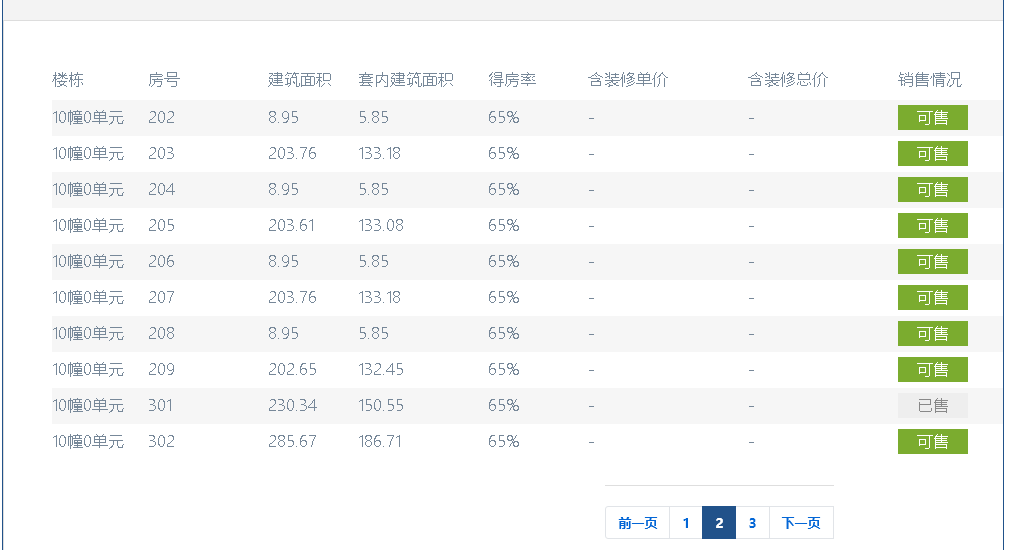 楼栋 房号 建筑面积 套内建筑面积 得房率 含装修单价 含装修总价 销售情况
10幢0单元 202 8.95 5.85 65% - - 可售
10幢0单元 203 203.76 133.18 65% - - 可售
10幢0单元 204 8.95 5.85 65% - - 可售
10幢0单元 205 203.61 133.08 65% - - 可售
10幢0单元 206 8.95 5.85 65% - - 可售
10幢0单元 207 203.76 133.18 65% - - 可售
10幢0单元 208 8.95 5.85 65% - - 可售
10幢0单元 209 202.65 132.45 65% - - 可售
10幢0单元 301 230.34 150.55 65% - - 已售
10幢0单元 302 285.67 186.71 65% - - 可售
前一页 1 2 3 下一页